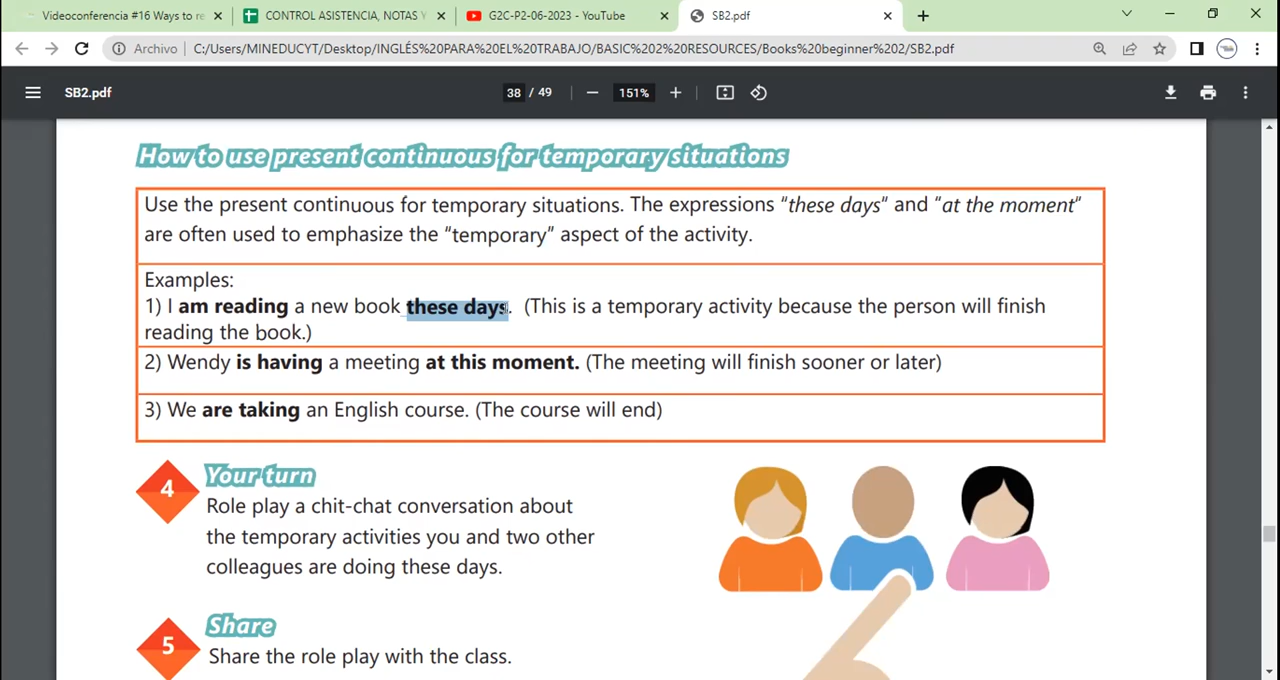 Videoconferencia #16 Ways to re
CONTROL ASISTENCIA, NOTAS Y
G2C-P2-06-2023 - YouTube
SB2.pdf
Archivo | C:/Users/MINEDUCYT/Desktop/INGLÉS%20PARA%20EL%20TRABAJO/BASIC%202%20RESOURCES/Books%20beginner%202/SB2.pdf
SB2.pdf
38 / 49
151%
How to use present continuous for temporary situations
Use the present continuous for temporary situations. The expressions "these days" and "at the moment"
are often used to emphasize the "temporary" aspect of the activity.
Examples:
1) I am reading a new book these days. (This is a temporary activity because the person will finish
reading the book.)
2) Wendy is having a meeting at this moment. (The meeting will finish sooner or later)
3) We are taking an English course. (The course will end)
4
Your turn
Role play a chit-chat conversation about
the temporary activities you and two other
colleagues are doing these days.
5
Share
Share the role play with the class.